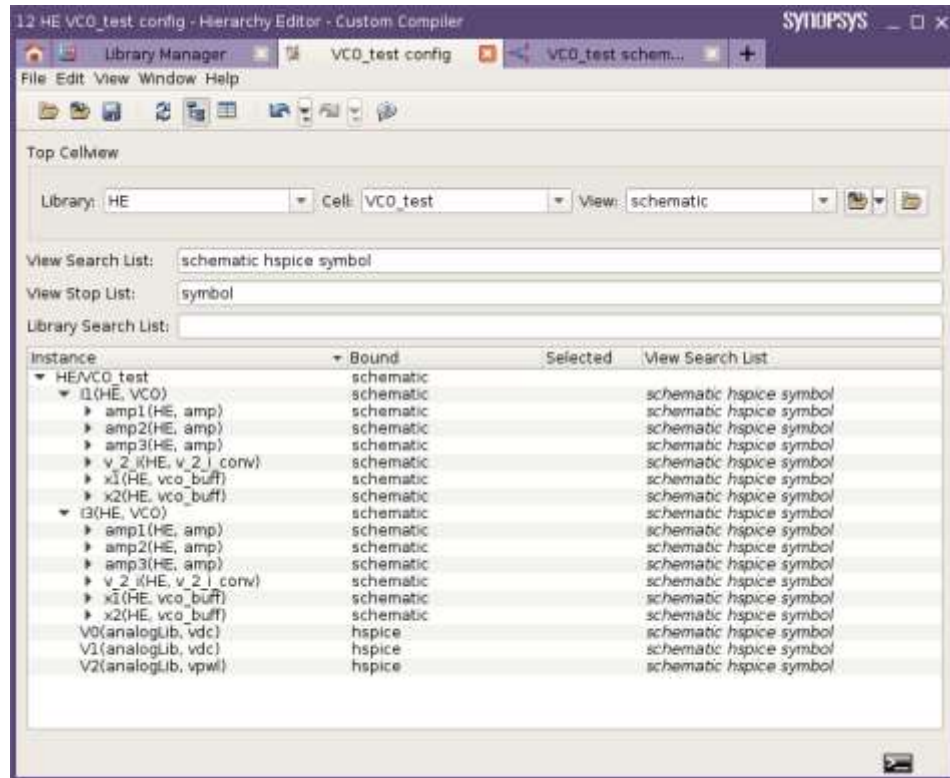 12 HE VCO_test config - Hierarchy Editor - Custom Compiler SYNOPSYS
Library Manager VCO_test config VCO_test schem...
File Edit View Window Help
Top Cellview
Library: HE Cell: VCO_test View: schematic
View Search List: schematic hspice symbol
View Stop List: symbol
Library Search List:
Instance Bound Selected View Search List
HE/VCO_test schematic
I1(HE, VCO) schematic schematic hspice symbol
amp1(HE, amp) schematic schematic hspice symbol
amp2(HE, amp) schematic schematic hspice symbol
amp3(HE, amp) schematic schematic hspice symbol
v_2_i(HE, v_2_i_conv) schematic schematic hspice symbol
x1(HE, vco_buff) schematic schematic hspice symbol
x2(HE, vco_buff) schematic schematic hspice symbol
I3(HE, VCO) schematic schematic hspice symbol
amp1(HE, amp) schematic schematic hspice symbol
amp2(HE, amp) schematic schematic hspice symbol
amp3(HE, amp) schematic schematic hspice symbol
v_2_i(HE, v_2_i_conv) schematic schematic hspice symbol
x1(HE, vco_buff) schematic schematic hspice symbol
x2(HE, vco_buff) schematic schematic hspice symbol
V0(analogLib, vdc) hspice schematic hspice symbol
V1(analogLib, vdc) hspice schematic hspice symbol
V2(analogLib, vpwl) hspice schematic hspice symbol